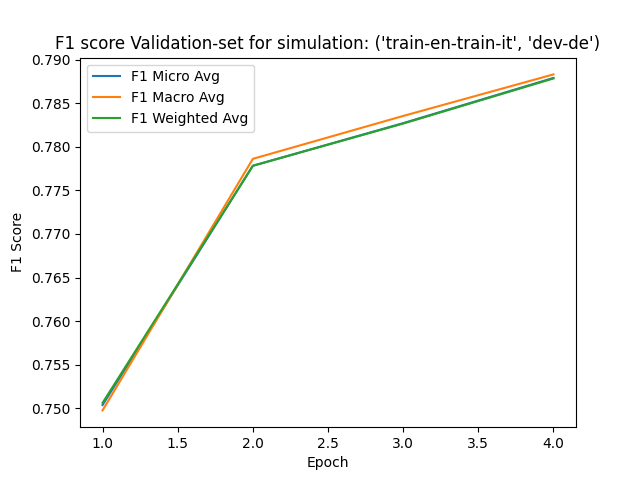 F1 score Validation-set for simulation: ('train-en-train-it', 'dev-de')
F1 Micro Avg
F1 Macro Avg
F1 Weighted Avg
F1 Score
0.790
0.785
0.780
0.775
0.770
0.765
0.760
0.755
0.750
1.0 1.5 2.0 2.5 3.0 3.5 4.0
Epoch